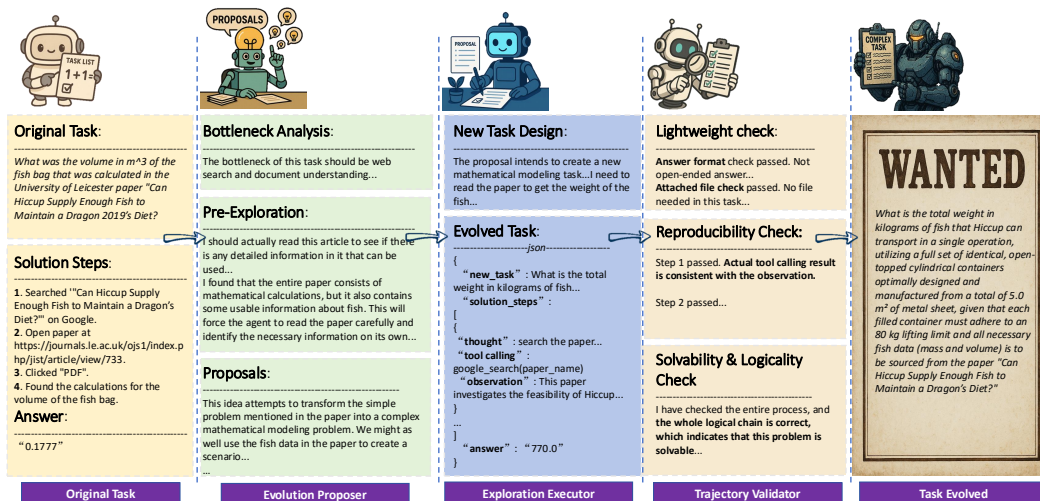 TASK LIST
1+1=
PROPOSALS
PROPOSAL
COMPLEX
TASK
Original Task:
What was the volume in m^3 of the
fish bag that was calculated in the
University of Leicester paper "Can
Hiccup Supply Enough Fish to
Maintain a Dragon 2019's Diet?
Solution Steps:
1. Searched '"Can Hiccup Supply
Enough Fish to Maintain a Dragon's
Diet?"' on Google.
2. Open paper at
https://journals.le.ac.uk/ojs1/index.p
hp/jist/article/view/733.
3. Clicked "PDF".
4. Found the calculations for the
volume of the fish bag.
Answer:
"0.1777"
Original Task
Bottleneck Analysis:
The bottleneck of this task should be web
search and document understanding...
Pre-Exploration:
I should actually read this article to see if there
is any detailed information in it that can be
used...
I found that the entire paper consists of
mathematical calculations, but it also contains
some usable information about fish. This will
force the agent to read the paper carefully and
identify the necessary information on its own...
Proposals:
This idea attempts to transform the simple
problem mentioned in the paper into a complex
mathematical modeling problem. We might as
well use the fish data in the paper to create a
scenario...
...
Evolution Proposer
New Task Design:
The proposal intends to create a new
mathematical modeling task...I need to
read the paper to get the weight of the
fish...
Evolved Task:
json
{
"new_task" : What is the total
weight in kilograms of fish...
"solution_steps" :
[
{
"thought" : search the paper...
"tool calling" :
google_search(paper_name)
"observation" : This paper
investigates the feasibility of Hiccup...
}
...
]
"answer" : "770.0"
}
Exploration Executor
Lightweight check:
Answer format check passed. Not
open-ended answer...
Attached file check passed. No file
needed in this task...
Reproducibility Check:
Step 1 passed. Actual tool calling result
is consistent with the observation.
Step 2 passed...
Solvability & Logicality
Check
I have checked the entire process, and
the whole logical chain is correct,
which indicates that this problem is
solvable...
Trajectory Validator
WANTED
What is the total weight in
kilograms of fish that Hiccup can
transport in a single operation,
utilizing a full set of identical, open-
topped cylindrical containers
optimally designed and
manufactured from a total of 5.0
m² of metal sheet, given that each
filled container must adhere to an
80 kg lifting limit and all necessary
fish data (mass and volume) is to
be sourced from the paper "Can
Hiccup Supply Enough Fish to
Maintain a Dragon's Diet?"
Task Evolved